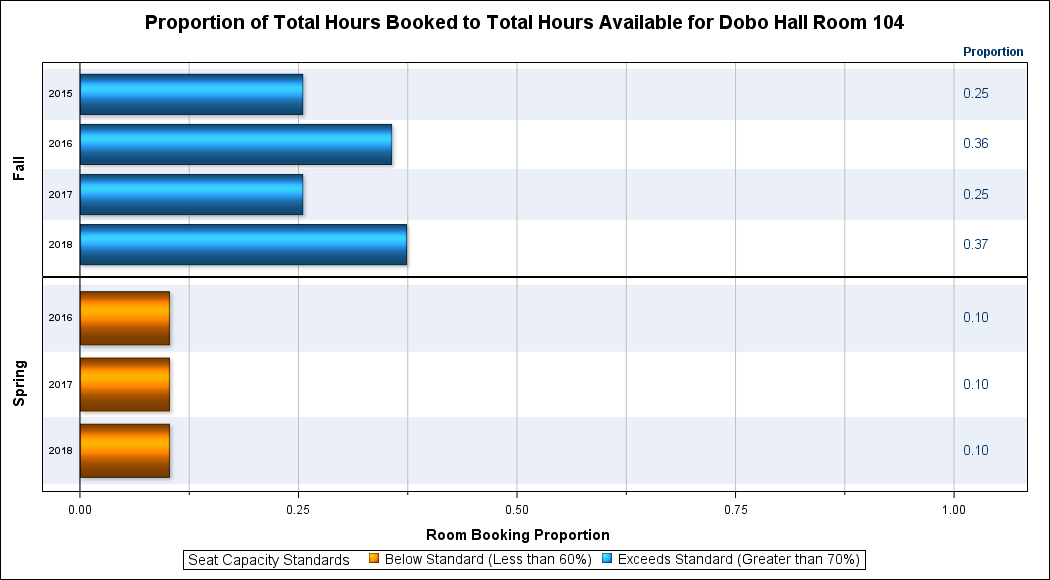 Proportion of Total Hours Booked to Total Hours Available for Dobo Hall Room 104
Proportion
Fall
2015 0.25
2016 0.36
2017 0.25
2018 0.37
Spring
2016 0.10
2017 0.10
2018 0.10
0.00 0.25 0.50 0.75 1.00
Room Booking Proportion
Seat Capacity Standards Below Standard (Less than 60%) Exceeds Standard (Greater than 70%)